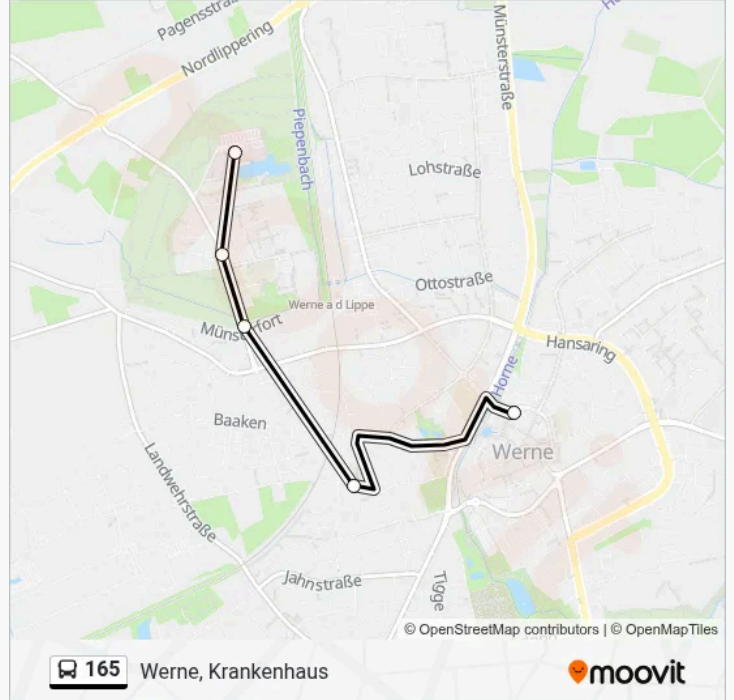 Pagensstraß
Nordlippering
Münsterstraße
Piepenbach
Lohstraße
Ottostraße
Werne a d Lippe
Münsterfort
Hansaring
Horne
Baaken
Werne
Landwehrstraße
Jahnstraße
Tigge
© OpenStreetMap contributors | © OpenMapTiles
165 Werne, Krankenhaus
moovit